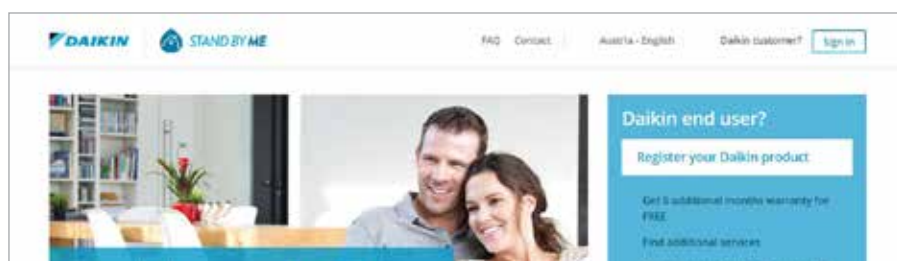 DAIKIN STAND BY ME FAQ Contact Austria - English Daikin customer? Sign in
Daikin end user?
Register your Daikin product
Get 6 additional months warranty for
FREE
Find additional services